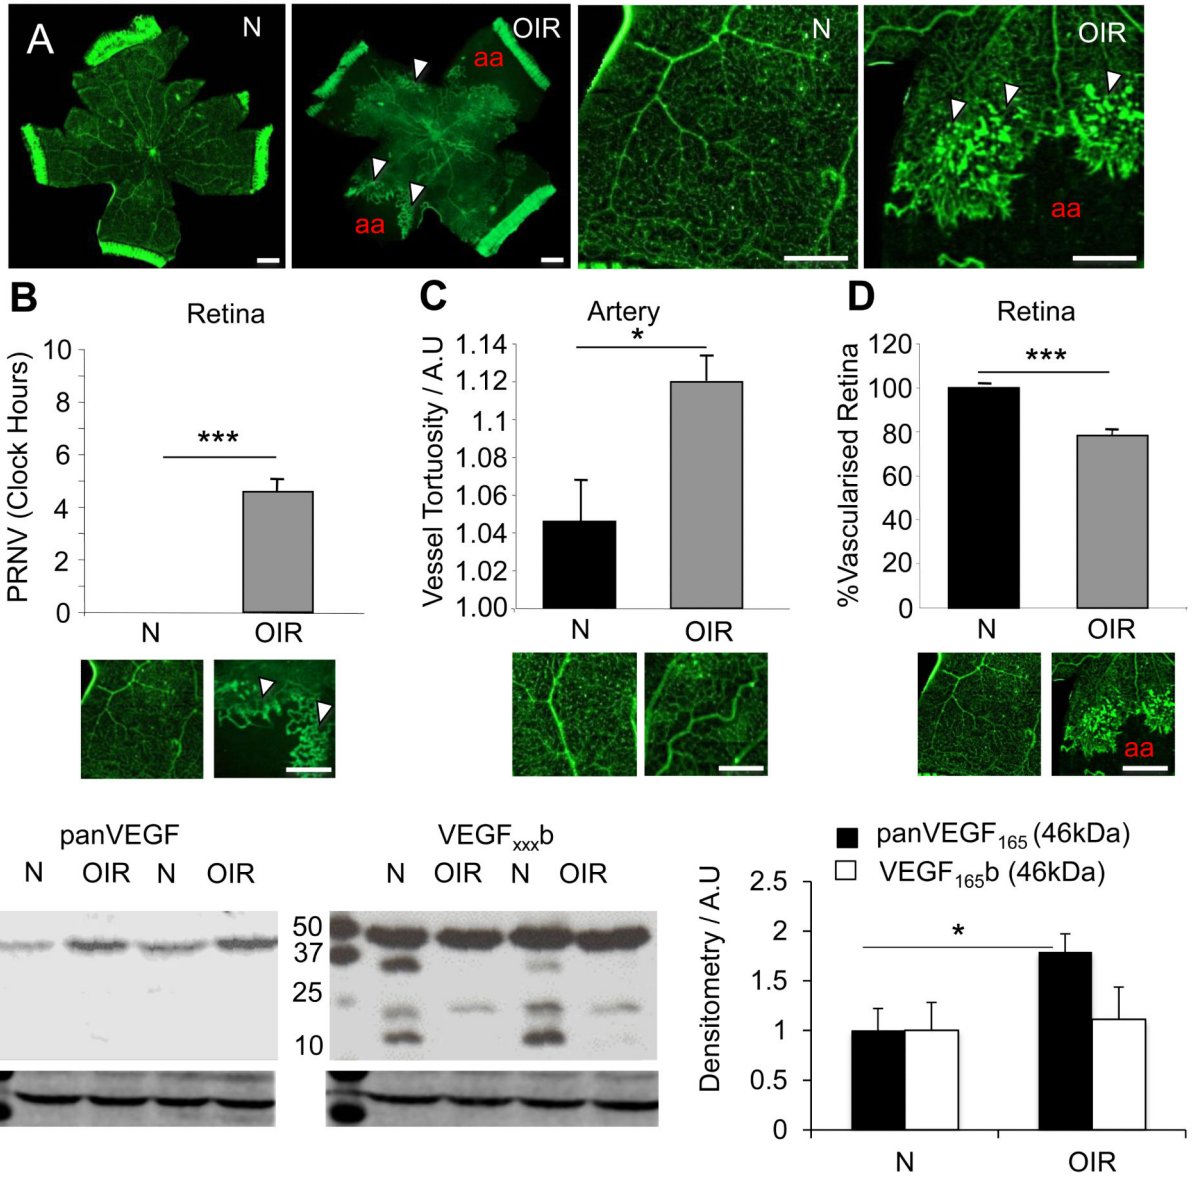 A
N
OIR
aa
aa
N
OIR
aa
B
Retina
PRNV (Clock Hours)
10
8
6
4
2
0
***
N
OIR
C
Artery
Vessel Tortuosity / A.U
1.14
1.12
1.10
1.08
1.06
1.04
1.02
1.00
*
N
OIR
D
Retina
%Vascularised Retina
120
100
80
60
40
20
0
***
N
OIR
aa
panVEGF
N OIR N OIR
VEGFxxxb
N OIR N OIR
50
37
25
10
panVEGF165 (46kDa)
VEGF165b (46kDa)
Densitometry / A.U
2.5
2
1.5
1
0.5
0
*
N
OIR